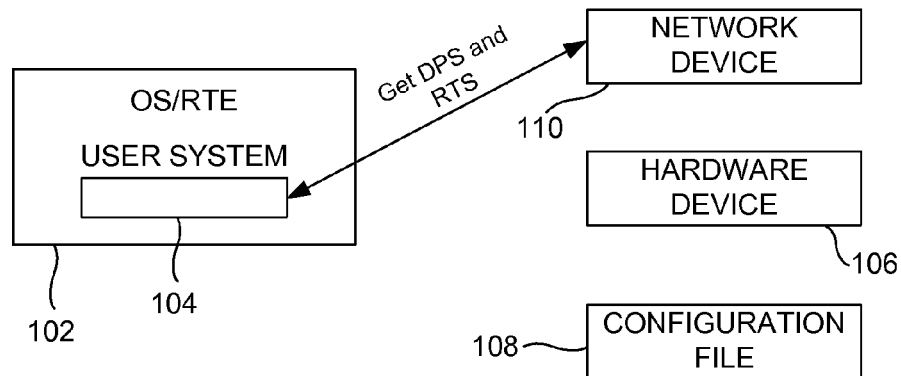 OS/RTE
USER SYSTEM
104
102
Get DPS and
RTS
NETWORK
DEVICE
110
HARDWARE
DEVICE
106
CONFIGURATION
FILE
108